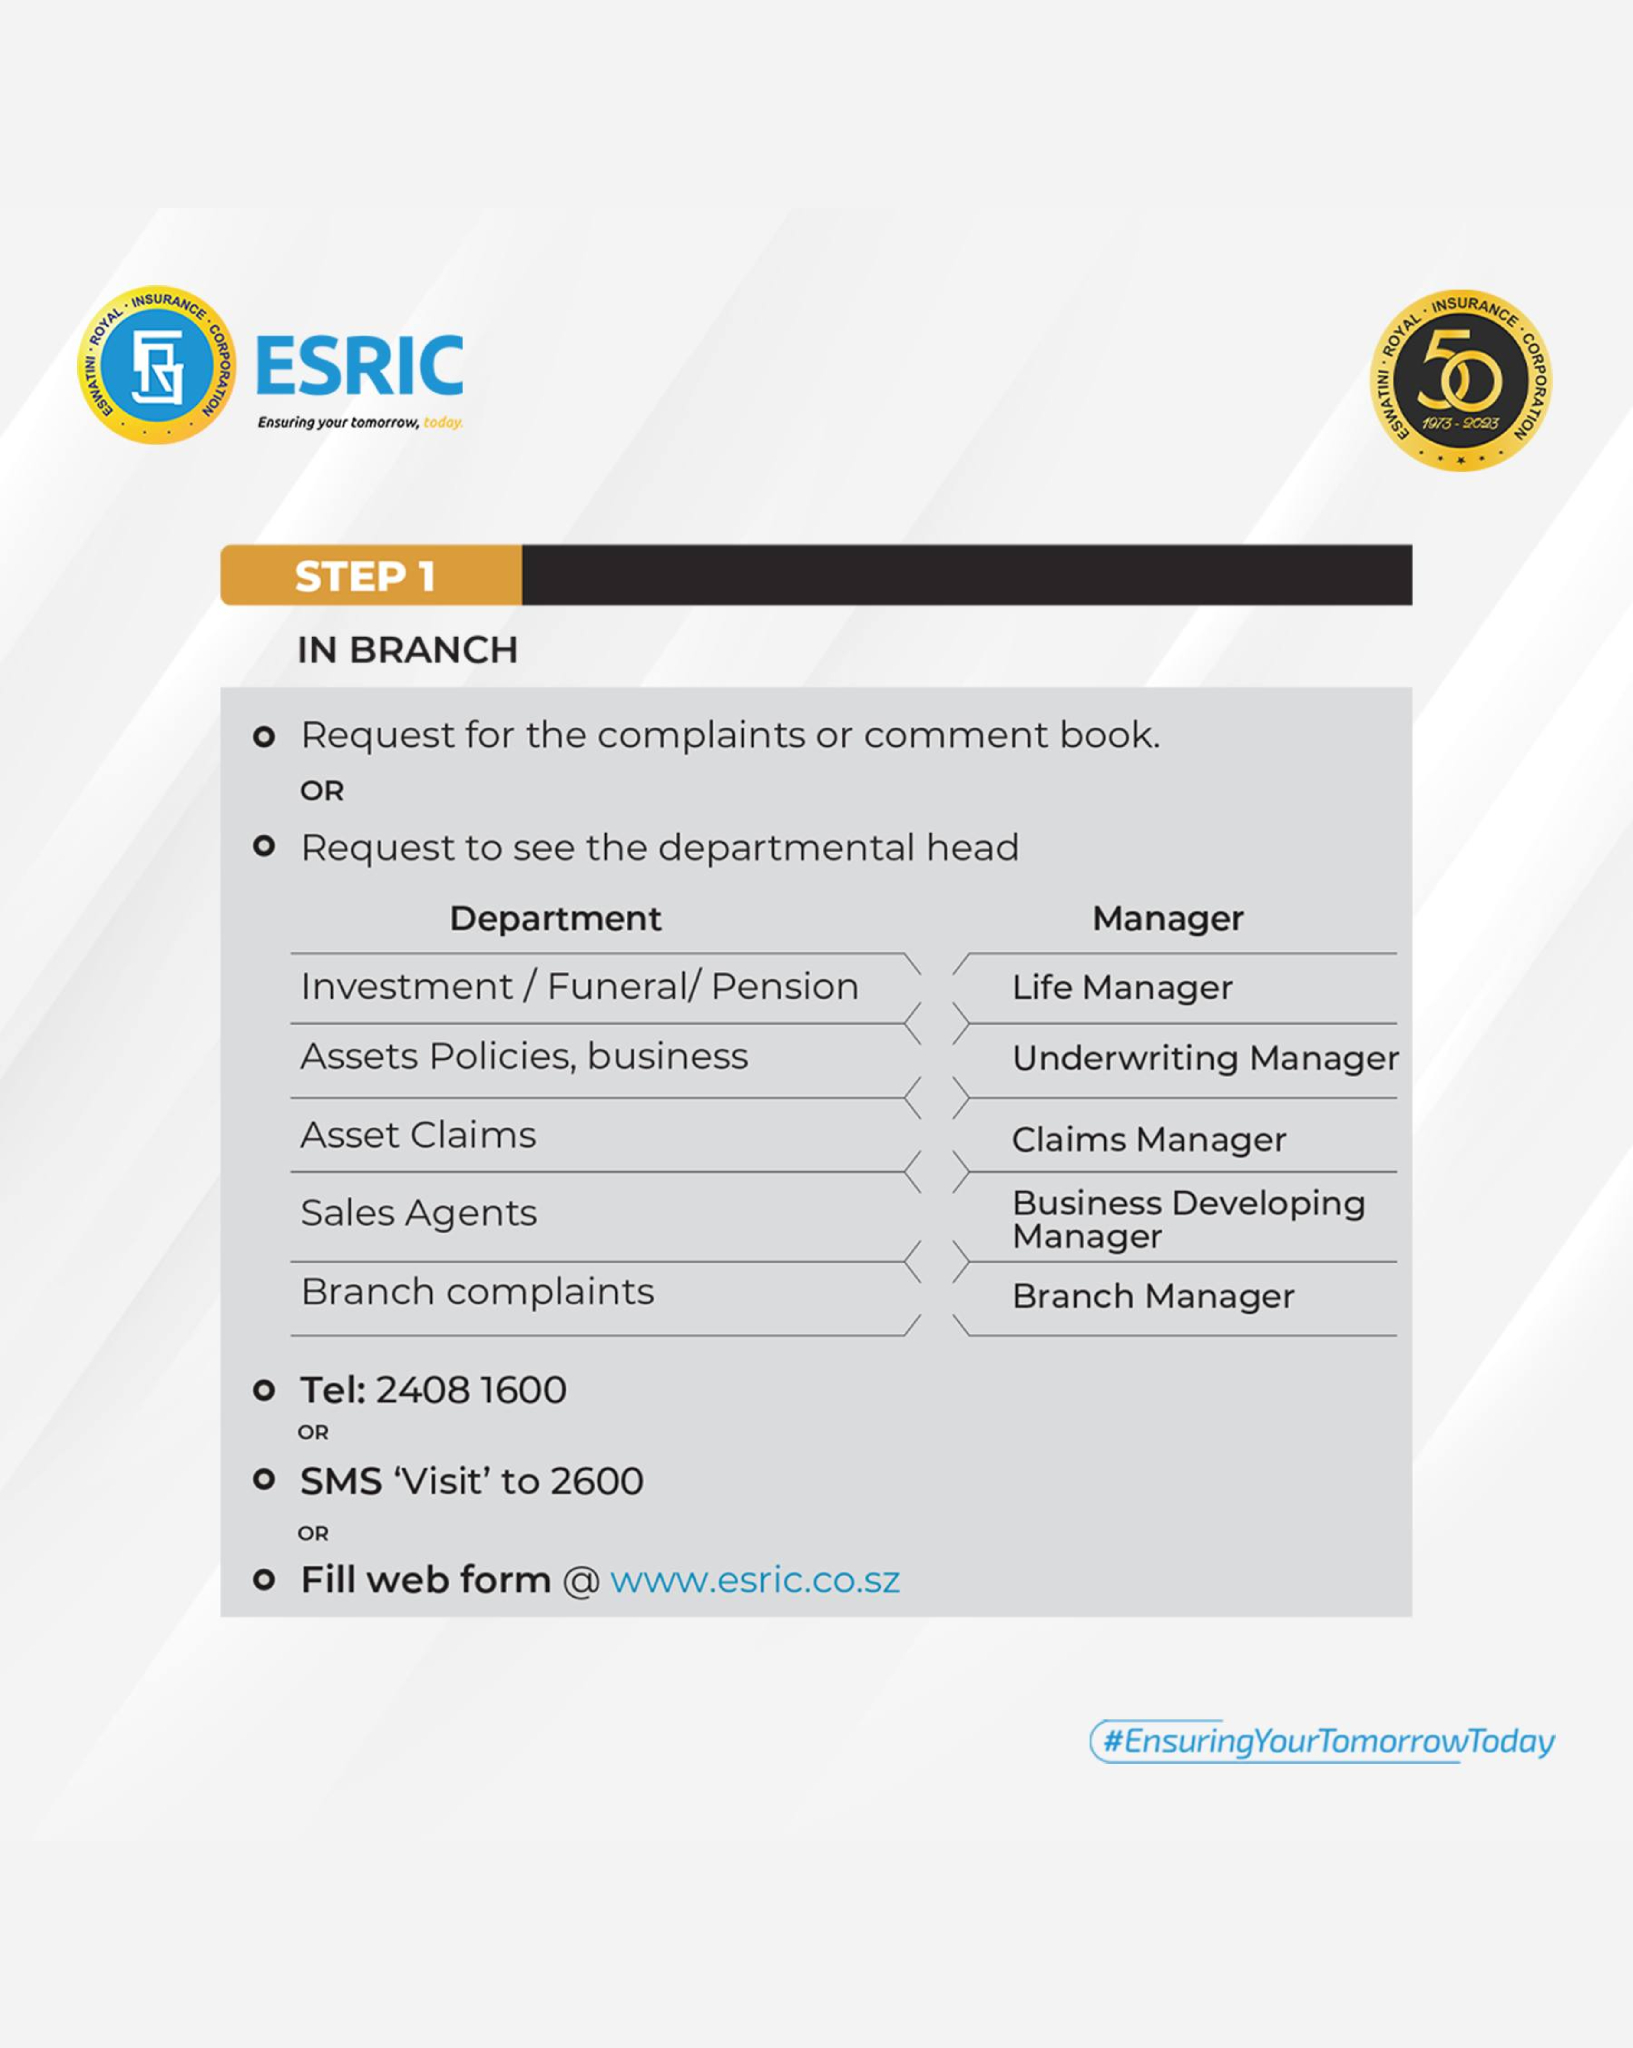 ESWATINI · ROYAL · INSURANCE · CORPORATION
ESRIC
Ensuring your tomorrow, today.
ESWATINI · ROYAL · INSURANCE · CORPORATION
50
1973 - 2023
STEP 1
IN BRANCH
Request for the complaints or comment book.
OR
Request to see the departmental head
Department Manager
Investment / Funeral/ Pension Life Manager
Assets Policies, business Underwriting Manager
Asset Claims Claims Manager
Sales Agents Business Developing
Manager
Branch complaints Branch Manager
Tel: 2408 1600
OR
SMS ‘Visit’ to 2600
OR
Fill web form @ www.esric.co.sz
#EnsuringYourTomorrowToday